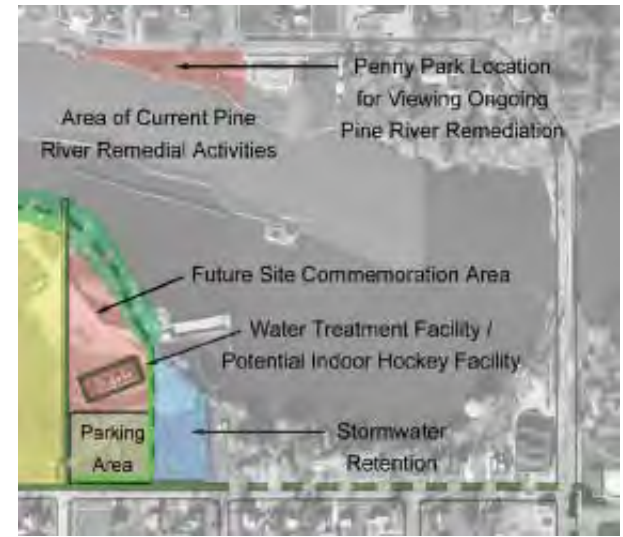 Penny Park Location
for Viewing Ongoing
Pine River Remediation
Area of Current Pine
River Remedial Activities
Future Site Commemoration Area
Water Treatment Facility /
Potential Indoor Hockey Facility
Parking
Area
Stormwater
Retention